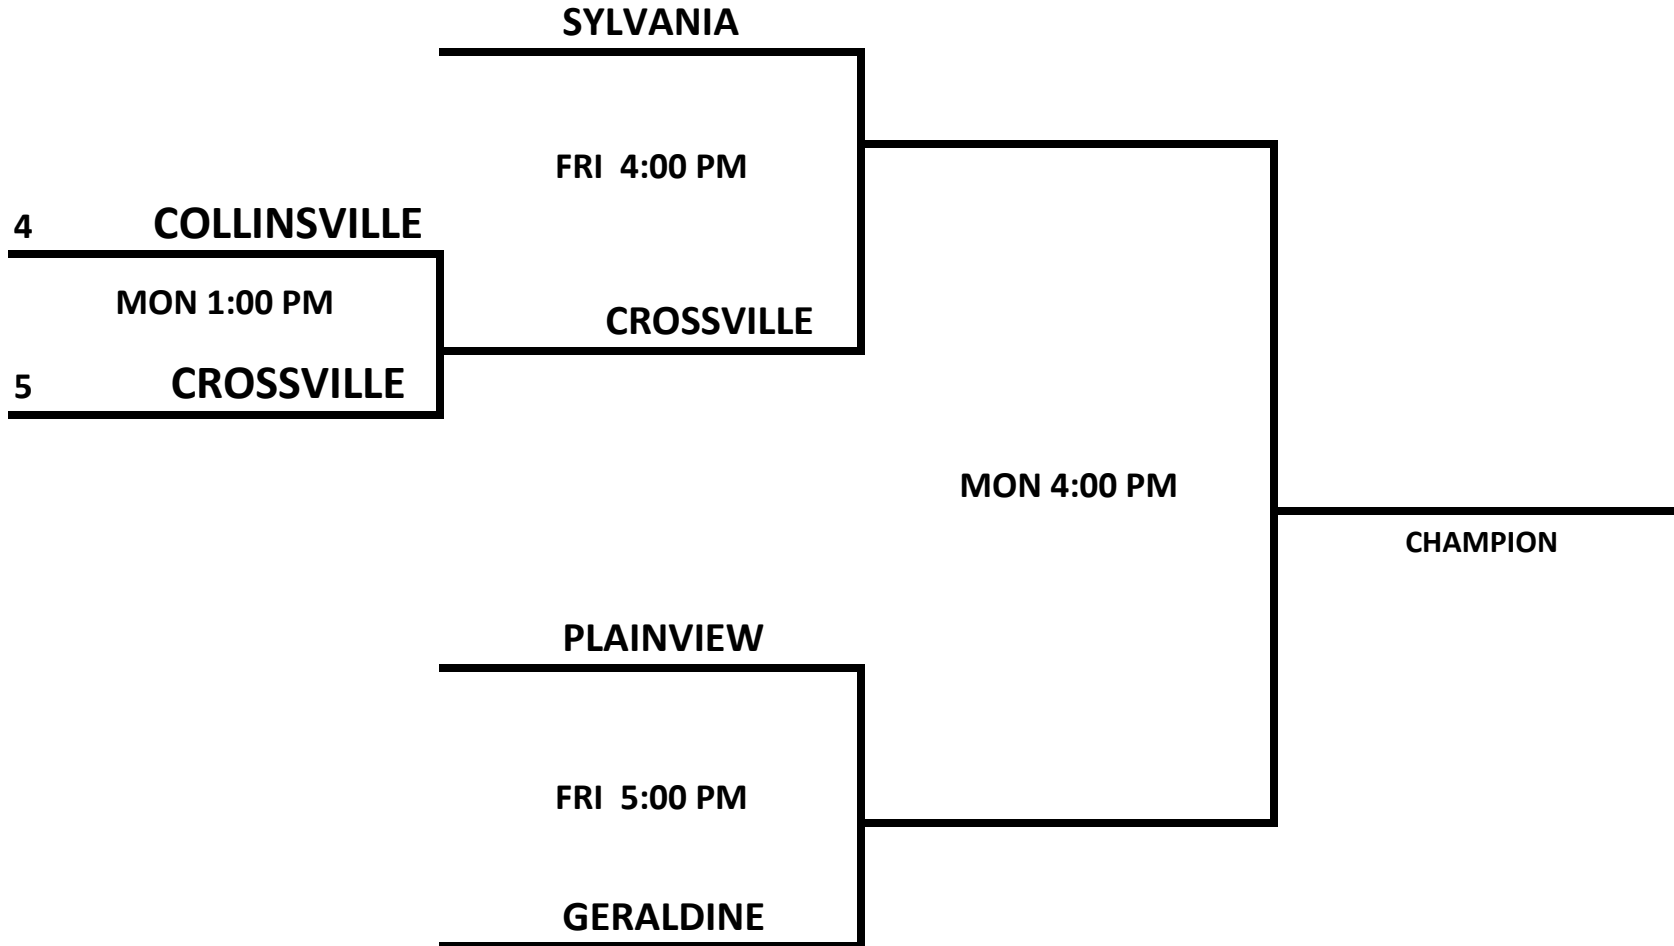 SYLVANIA
FRI  4:00 PM
4 COLLINSVILLE
MON 1:00 PM
CROSSVILLE
5 CROSSVILLE
MON 4:00 PM
CHAMPION
PLAINVIEW
FRI  5:00 PM
GERALDINE